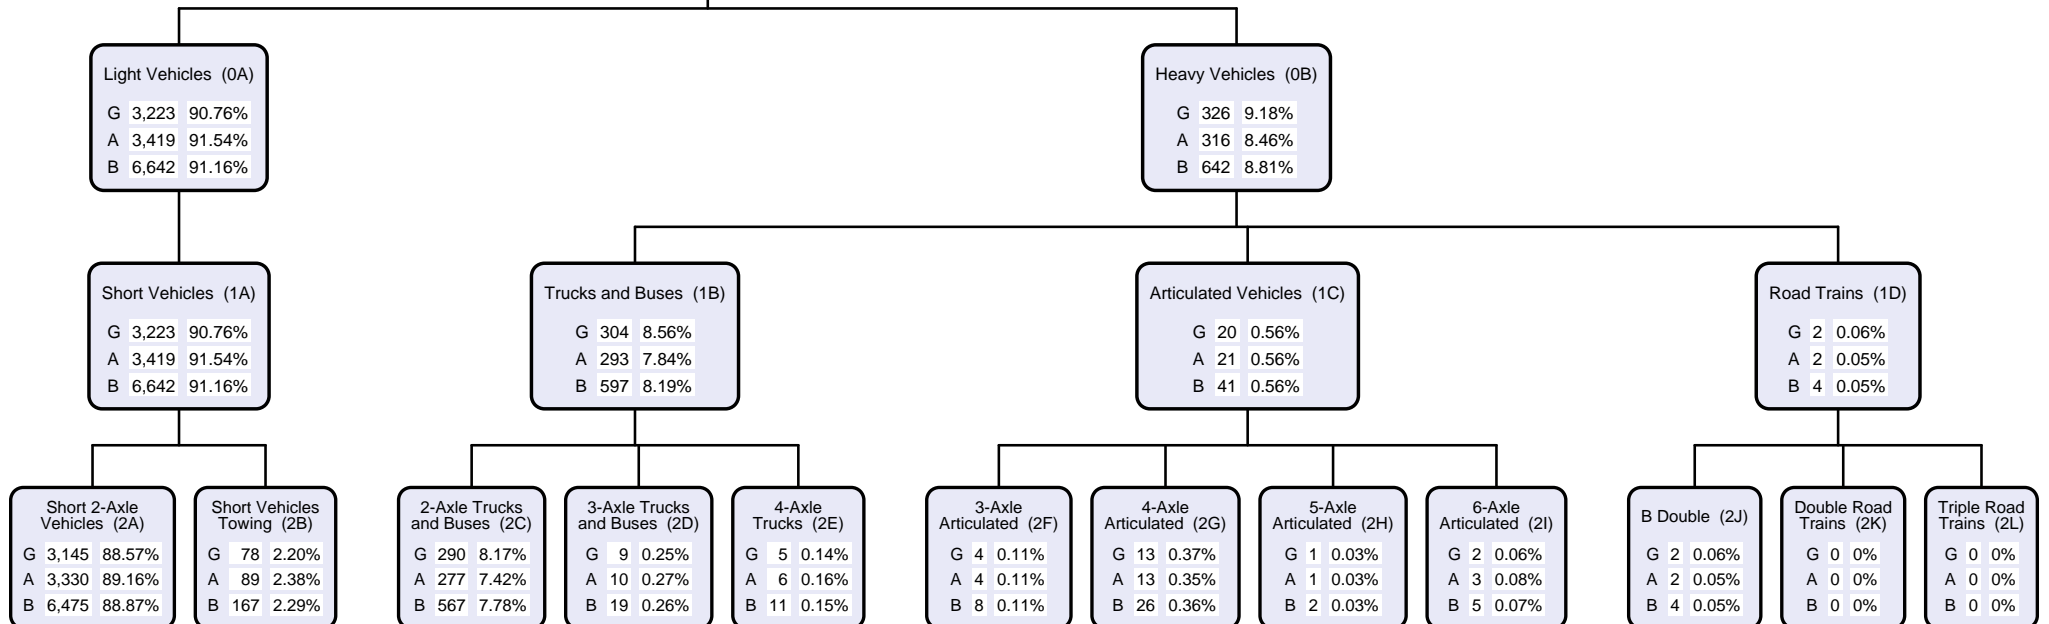 Light Vehicles (0A)
G 3,223 90.76%
A 3,419 91.54%
B 6,642 91.16%
Heavy Vehicles (0B)
G 326 9.18%
A 316 8.46%
B 642 8.81%
Short Vehicles (1A)
G 3,223 90.76%
A 3,419 91.54%
B 6,642 91.16%
Trucks and Buses (1B)
G 304 8.56%
A 293 7.84%
B 597 8.19%
Articulated Vehicles (1C)
G 20 0.56%
A 21 0.56%
B 41 0.56%
Road Trains (1D)
G 2 0.06%
A 2 0.05%
B 4 0.05%
Short 2-Axle
Vehicles (2A)
G 3,145 88.57%
A 3,330 89.16%
B 6,475 88.87%
Short Vehicles
Towing (2B)
G 78 2.20%
A 89 2.38%
B 167 2.29%
2-Axle Trucks
and Buses (2C)
G 290 8.17%
A 277 7.42%
B 567 7.78%
3-Axle Trucks
and Buses (2D)
G 9 0.25%
A 10 0.27%
B 19 0.26%
4-Axle
Trucks (2E)
G 5 0.14%
A 6 0.16%
B 11 0.15%
3-Axle
Articulated (2F)
G 4 0.11%
A 4 0.11%
B 8 0.11%
4-Axle
Articulated (2G)
G 13 0.37%
A 13 0.35%
B 26 0.36%
5-Axle
Articulated (2H)
G 1 0.03%
A 1 0.03%
B 2 0.03%
6-Axle
Articulated (2I)
G 2 0.06%
A 3 0.08%
B 5 0.07%
B Double (2J)
G 2 0.06%
A 2 0.05%
B 4 0.05%
Double Road
Trains (2K)
G 0 0%
A 0 0%
B 0 0%
Triple Road
Trains (2L)
G 0 0%
A 0 0%
B 0 0%